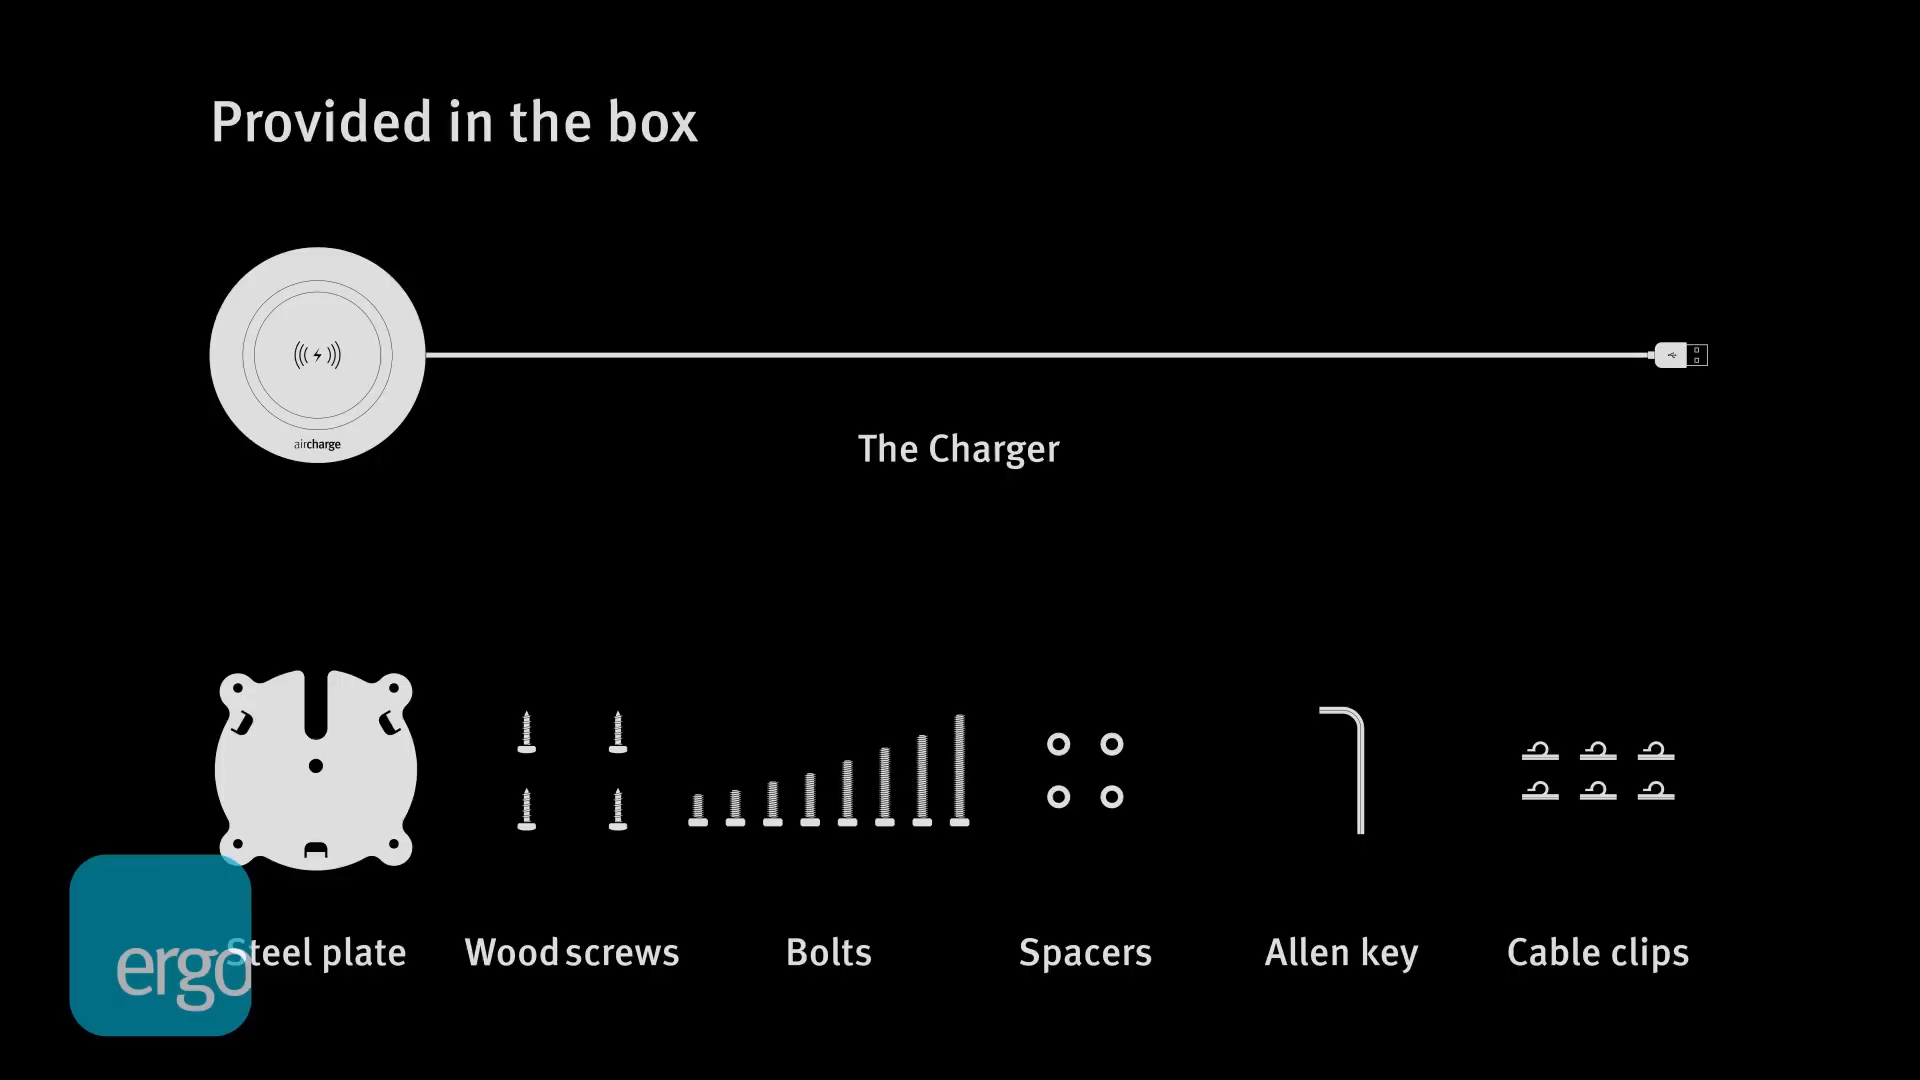 Provided in the box
aircharge
The Charger
Steel plate
Wood screws
Bolts
Spacers
Allen key
Cable clips
ergo